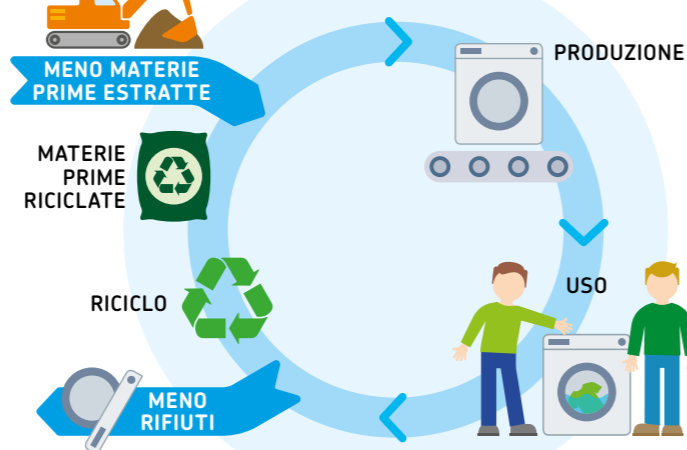 MENO MATERIE
PRIME ESTRATTE
PRODUZIONE
MATERIE
PRIME
RICICLATE
USO
RICICLO
MENO
RIFIUTI